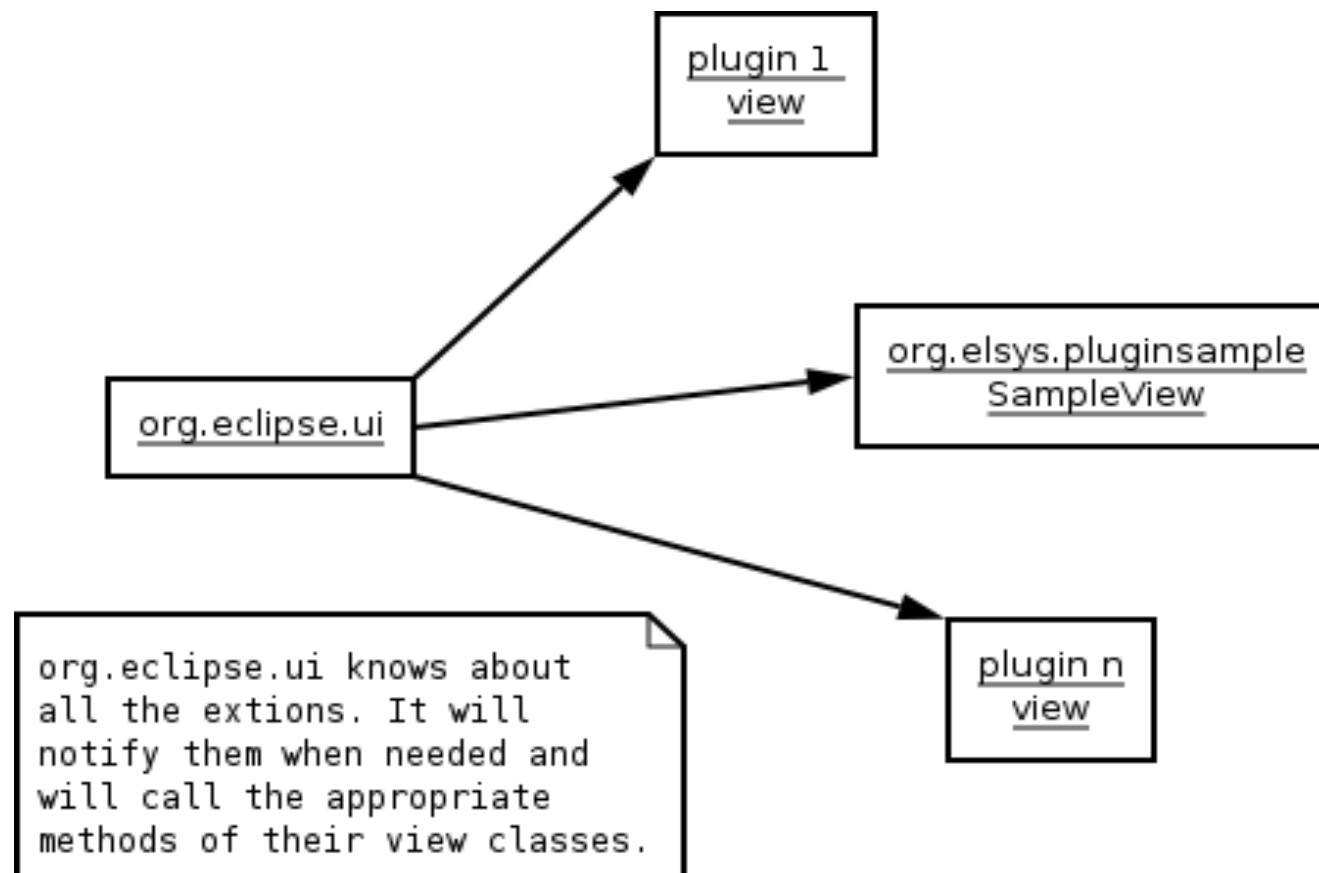 plugin 1
view
org.elsys.pluginsample
SampleView
org.eclipse.ui
plugin n
view
org.eclipse.ui knows about
all the extions. It will
notify them when needed and
will call the appropriate
methods of their view classes.